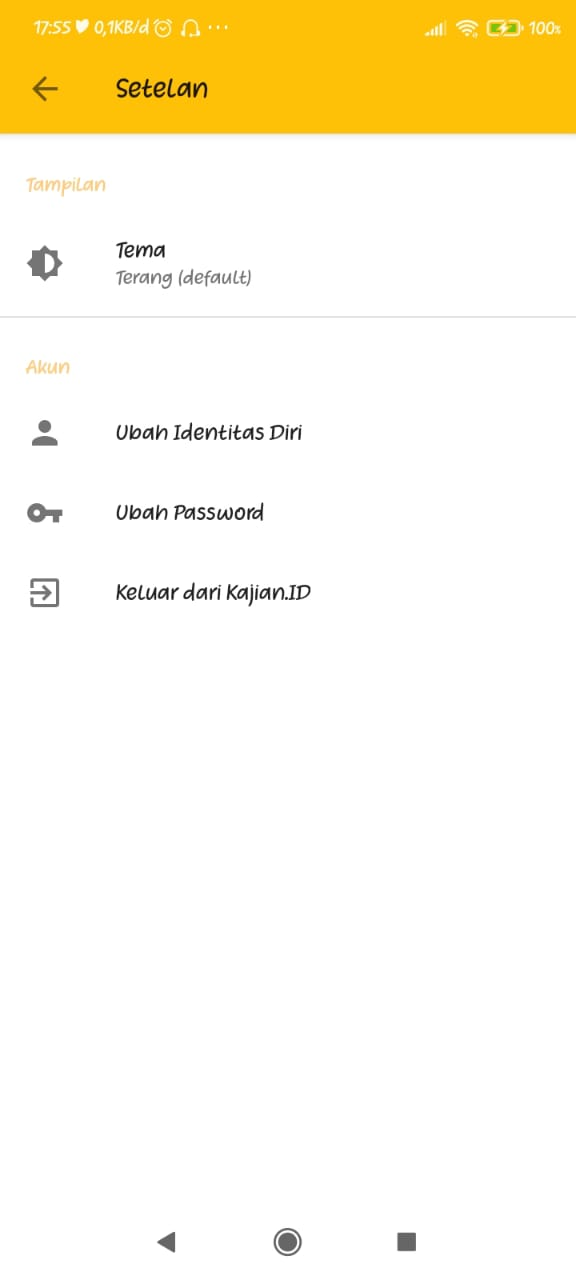 17:55 0,1KB/d ... 100%
Setelan
Tampilan
Tema
Terang (default)
Akun
Ubah Identitas Diri
Ubah Password
Keluar dari Kajian.ID